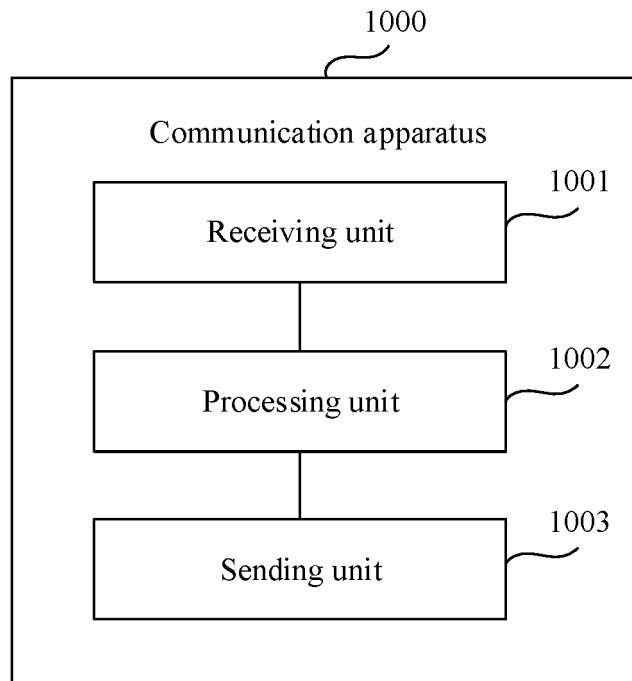 1000
Communication apparatus
1001
Receiving unit
1002
Processing unit
1003
Sending unit